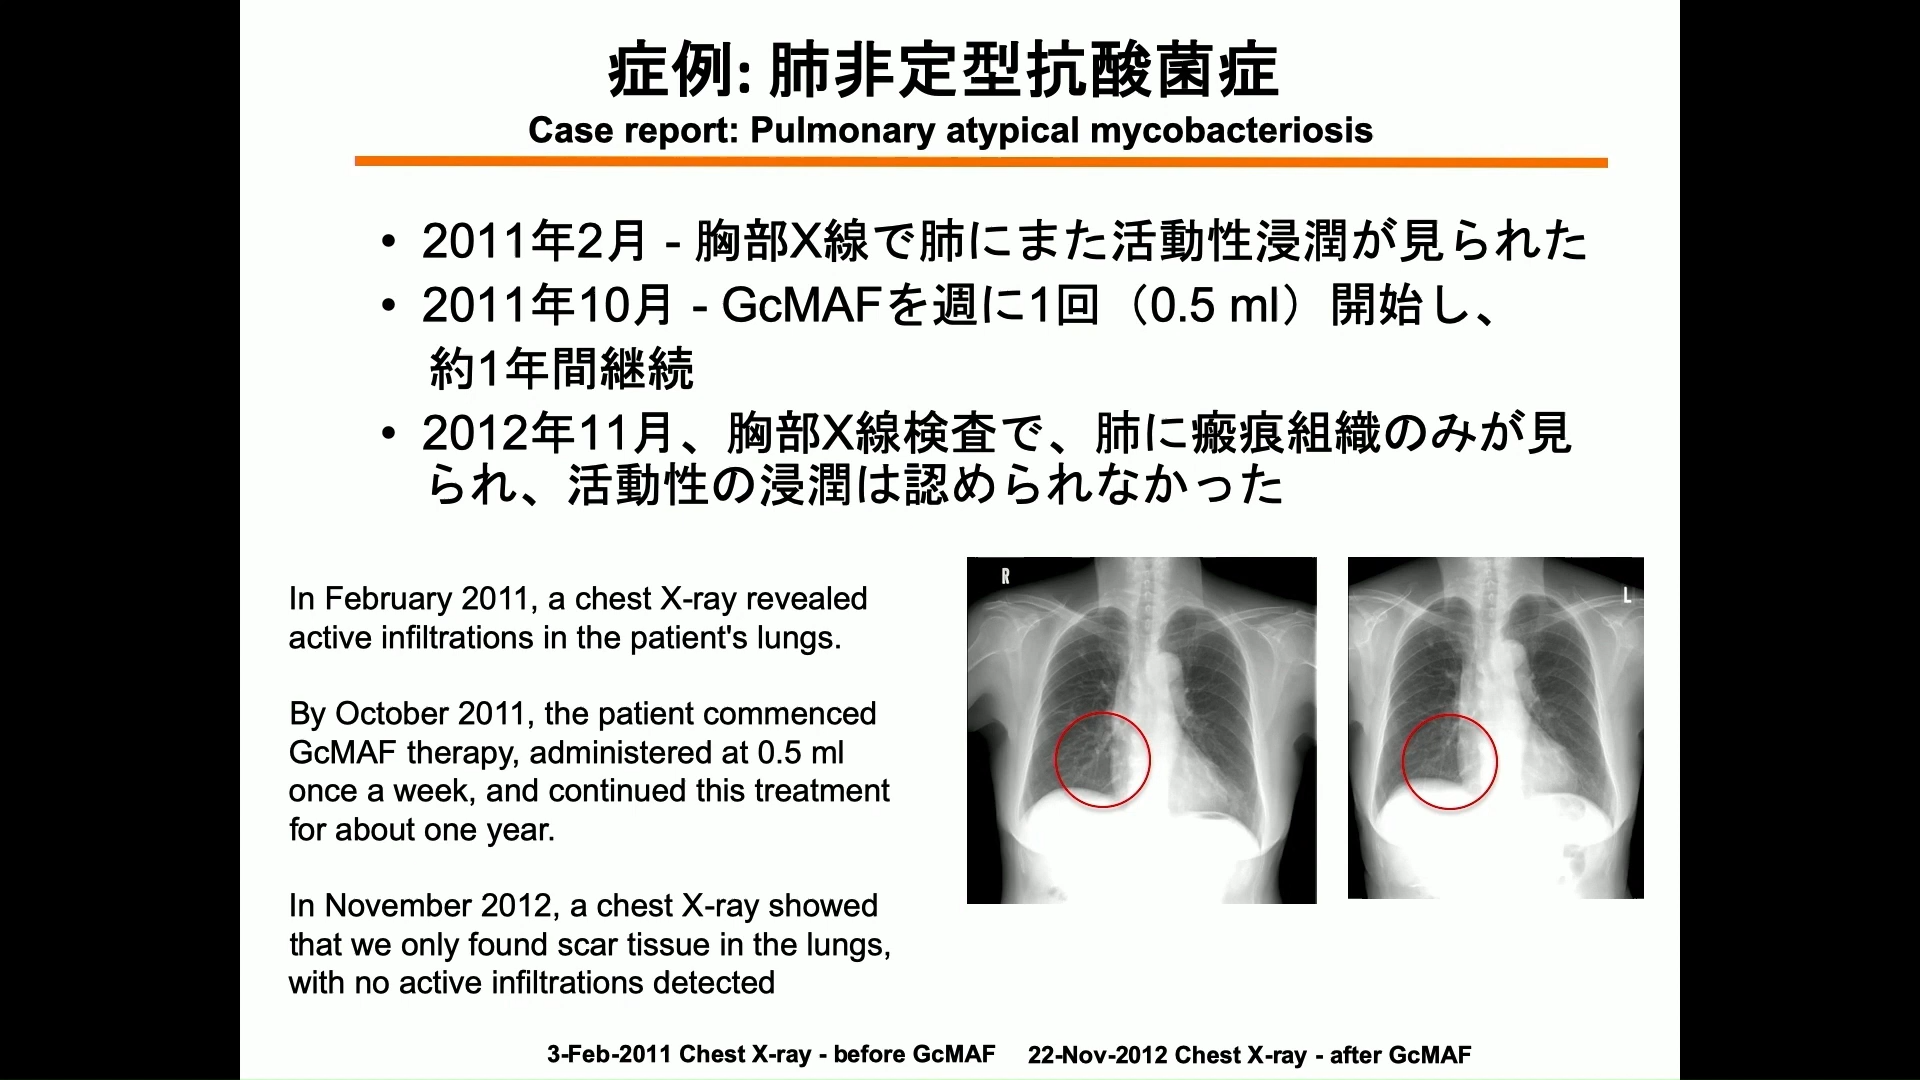 症例: 肺非定型抗酸菌症
Case report: Pulmonary atypical mycobacteriosis
• 2011年2月 - 胸部X線で肺にまた活動性浸潤が見られた
• 2011年10月 - GcMAFを週に1回（0.5 ml）開始し、
約1年間継続
• 2012年11月、胸部X線検査で、肺に瘢痕組織のみが見
られ、活動性の浸潤は認められなかった
In February 2011, a chest X-ray revealed
active infiltrations in the patient's lungs.
By October 2011, the patient commenced
GcMAF therapy, administered at 0.5 ml
once a week, and continued this treatment
for about one year.
In November 2012, a chest X-ray showed
that we only found scar tissue in the lungs,
with no active infiltrations detected
R
L
3-Feb-2011 Chest X-ray - before GcMAF
22-Nov-2012 Chest X-ray - after GcMAF